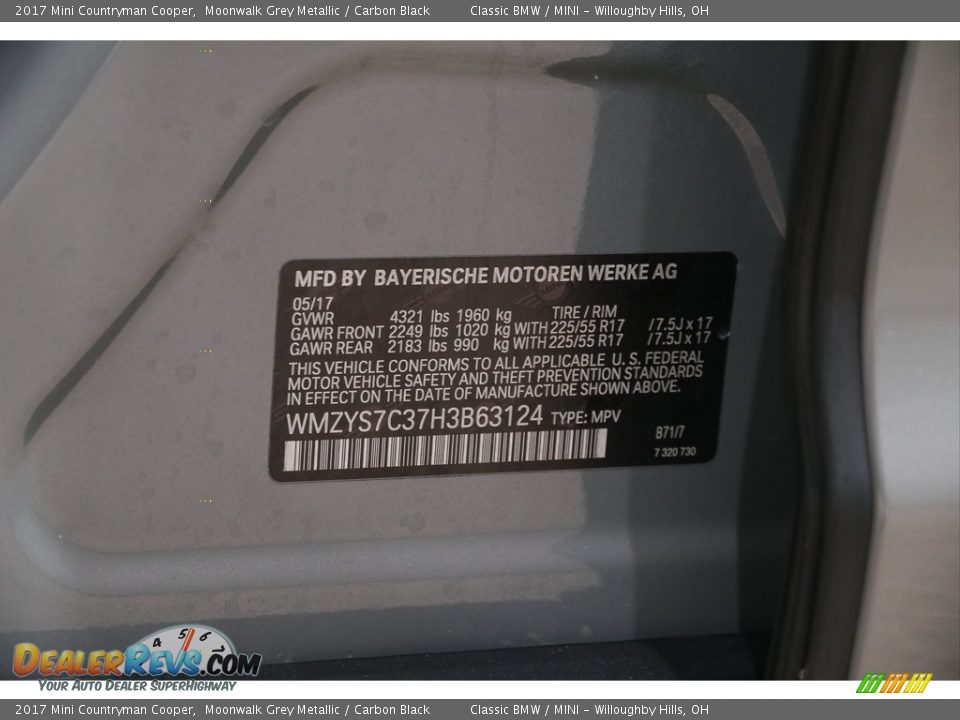 2017 Mini Countryman Cooper, Moonwalk Grey Metallic / Carbon Black Classic BMW / MINI - Willoughby Hills, OH
MFD BY BAYERISCHE MOTOREN WERKE AG
05/17
GVWR 4321 lbs 1960 kg TIRE / RIM
GAWR FRONT 2249 lbs 1020 kg WITH 225/55 R17 /7.5J x 17
GAWR REAR 2183 lbs 990 kg WITH 225/55 R17 /7.5J x 17
THIS VEHICLE CONFORMS TO ALL APPLICABLE U.S. FEDERAL
MOTOR VEHICLE SAFETY AND THEFT PREVENTION STANDARDS
IN EFFECT ON THE DATE OF MANUFACTURE SHOWN ABOVE.
WMZYS7C37H3B63124 TYPE: MPV
B71/7
7 320 730
4 5 6
DEALERREVS.COM
YOUR AUTO DEALER SUPERHIGHWAY
2017 Mini Countryman Cooper, Moonwalk Grey Metallic / Carbon Black Classic BMW / MINI - Willoughby Hills, OH